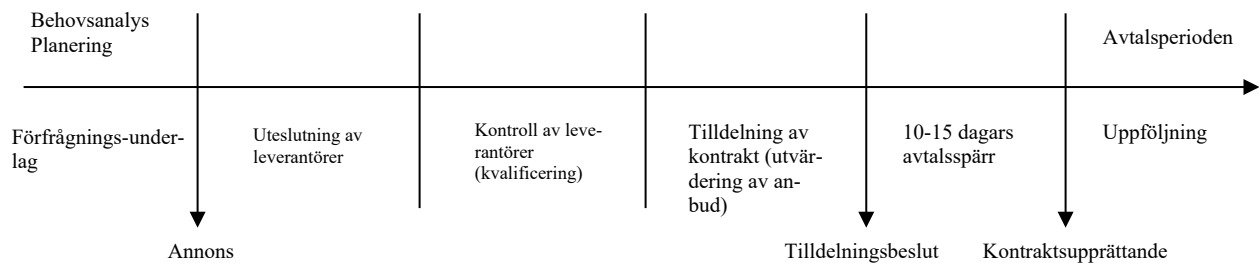 Behovsanalys
Planering
Avtalsperioden
Förfrågnings-under-
lag
Uteslutning av
leverantörer
Kontroll av leve-
rantörer
(kvalificering)
Tilldelning av
kontrakt (utvär-
dering av an-
bud)
10-15 dagars
avtalsspärr
Uppföljning
Annons
Tilldelningsbeslut
Kontraktsupprättande